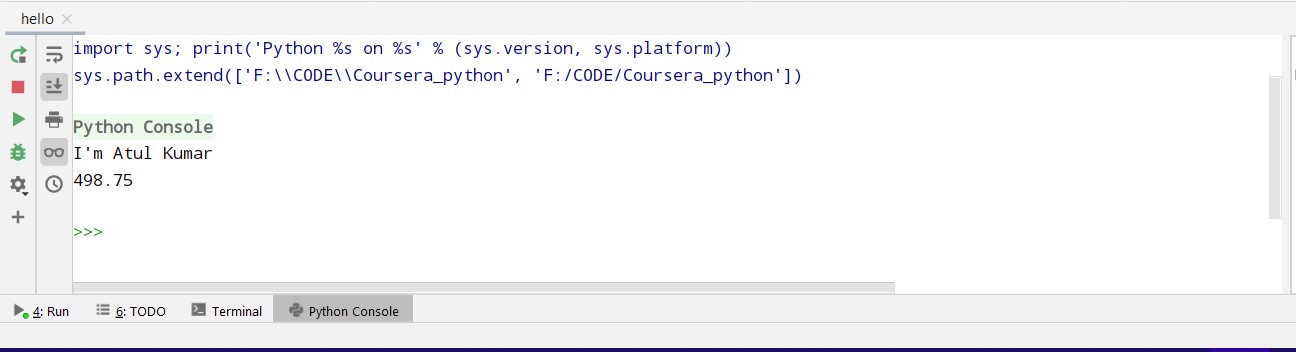 hello
import sys; print('Python %s on %s' % (sys.version, sys.platform))
sys.path.extend(['F:\\CODE\\Coursera_python', 'F:/CODE/Coursera_python'])
Python Console
I'm Atul Kumar
498.75
>>>
4: Run 6: TODO Terminal Python Console